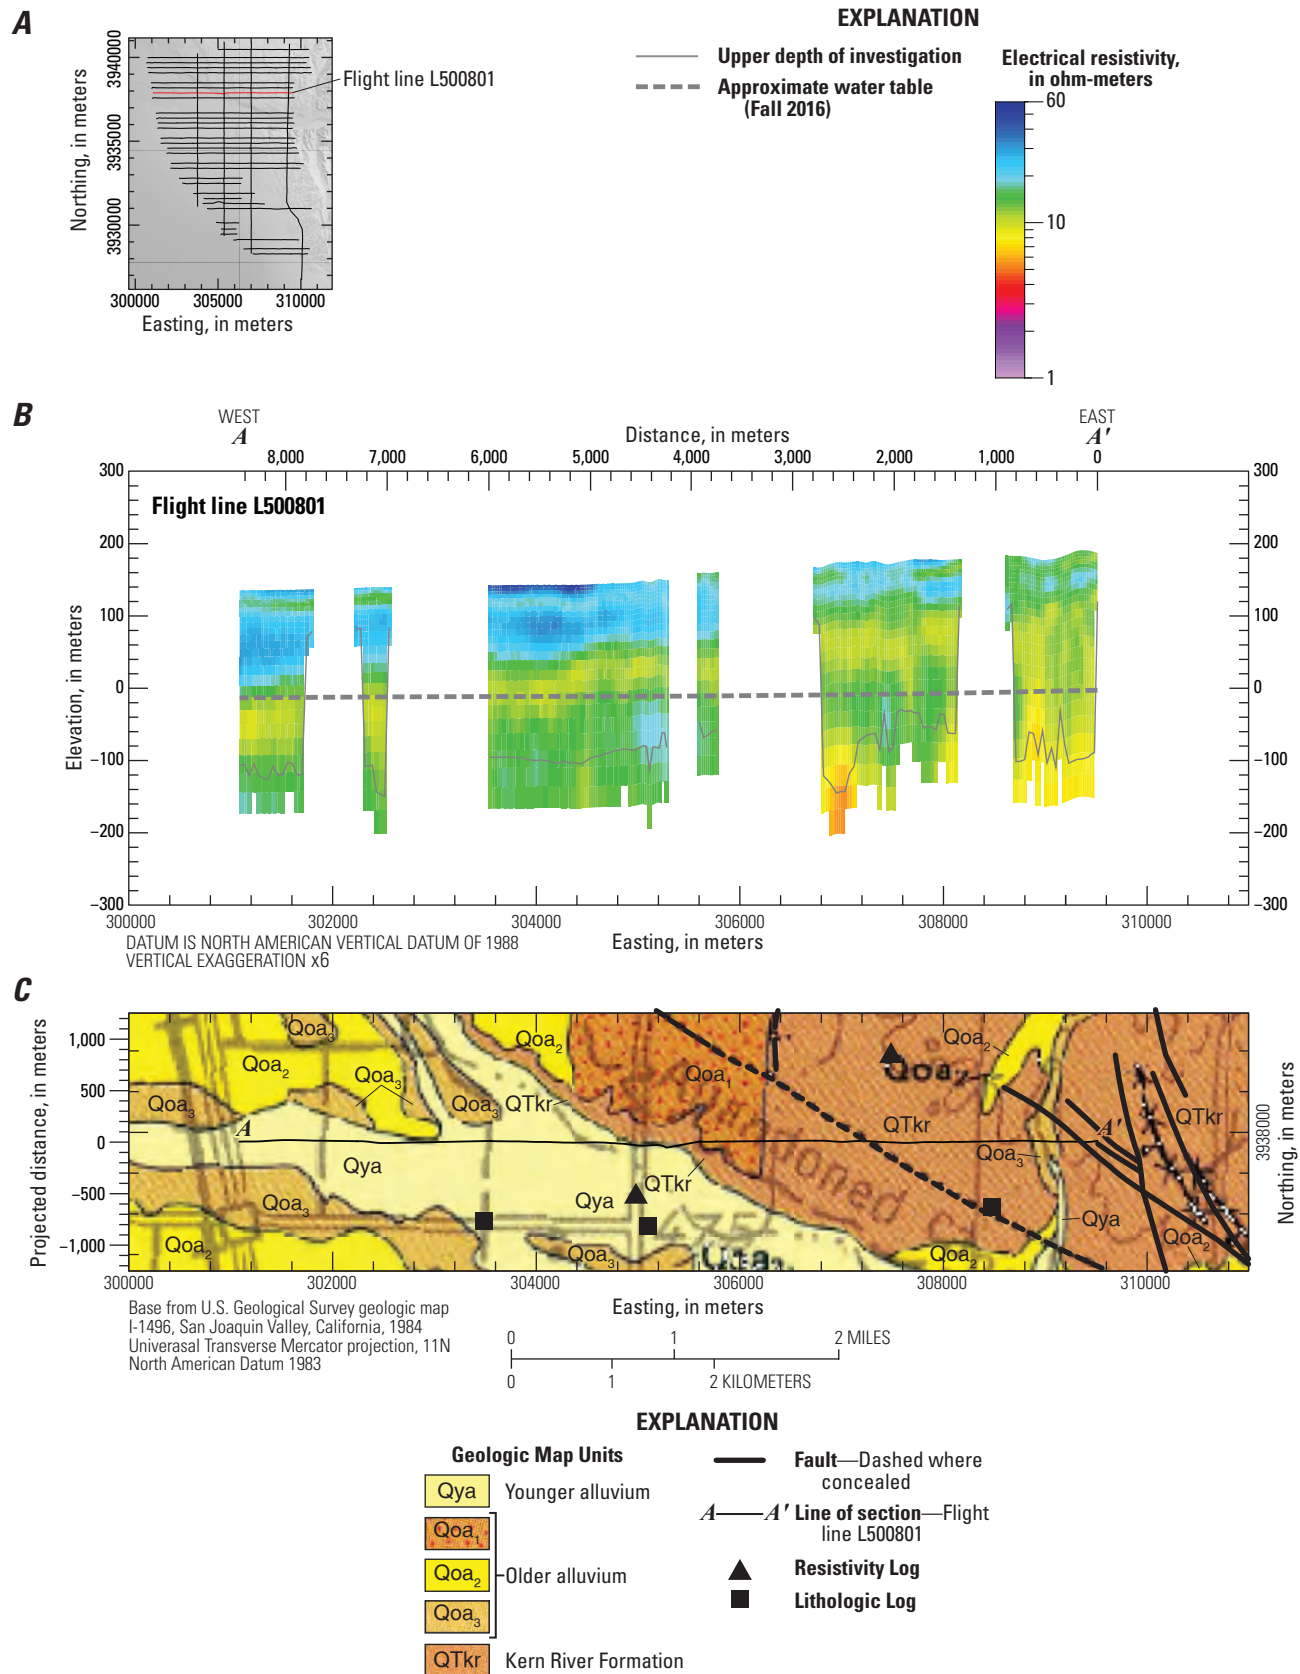 A
3940000
3935000
3930000
Northing, in meters
300000 305000 310000
Easting, in meters
Flight line L500801
EXPLANATION
Upper depth of investigation
Approximate water table
(Fall 2016)
Electrical resistivity,
in ohm-meters
60
10
1
B
WEST
A
EAST
A′
Distance, in meters
8,000 7,000 6,000 5,000 4,000 3,000 2,000 1,000 0
Flight line L500801
Elevation, in meters
300 300
200 200
100 100
0 0
–100 –100
–200 –200
–300 –300
300000 302000 304000 306000 308000 310000
Easting, in meters
DATUM IS NORTH AMERICAN VERTICAL DATUM OF 1988
VERTICAL EXAGGERATION x6
C
Projected distance, in meters
1,000
500
0
–500
–1,000
Northing, in meters
3938000
Qoa3
Qoa2
Qoa2
Qoa2
Qoa3
Qoa1
Qoa3
Qoa3
QTkr
QTkr
QTkr
A
A′
Qoa3
Qya
QTkr
Qya
Qoa3
oned
Qya
Qoa2
Qoa3
Qoa2
Qoa2
300000 302000 304000 306000 308000 310000
Easting, in meters
Base from U.S. Geological Survey geologic map
I-1496, San Joaquin Valley, California, 1984
Univerasal Transverse Mercator projection, 11N
North American Datum 1983
0 1 2 MILES
0 1 2 KILOMETERS
EXPLANATION
Geologic Map Units
Qya Younger alluvium
Qoa1
Qoa2 Older alluvium
Qoa3
QTkr Kern River Formation
Fault—Dashed where
concealed
A A′ Line of section—Flight
line L500801
Resistivity Log
Lithologic Log